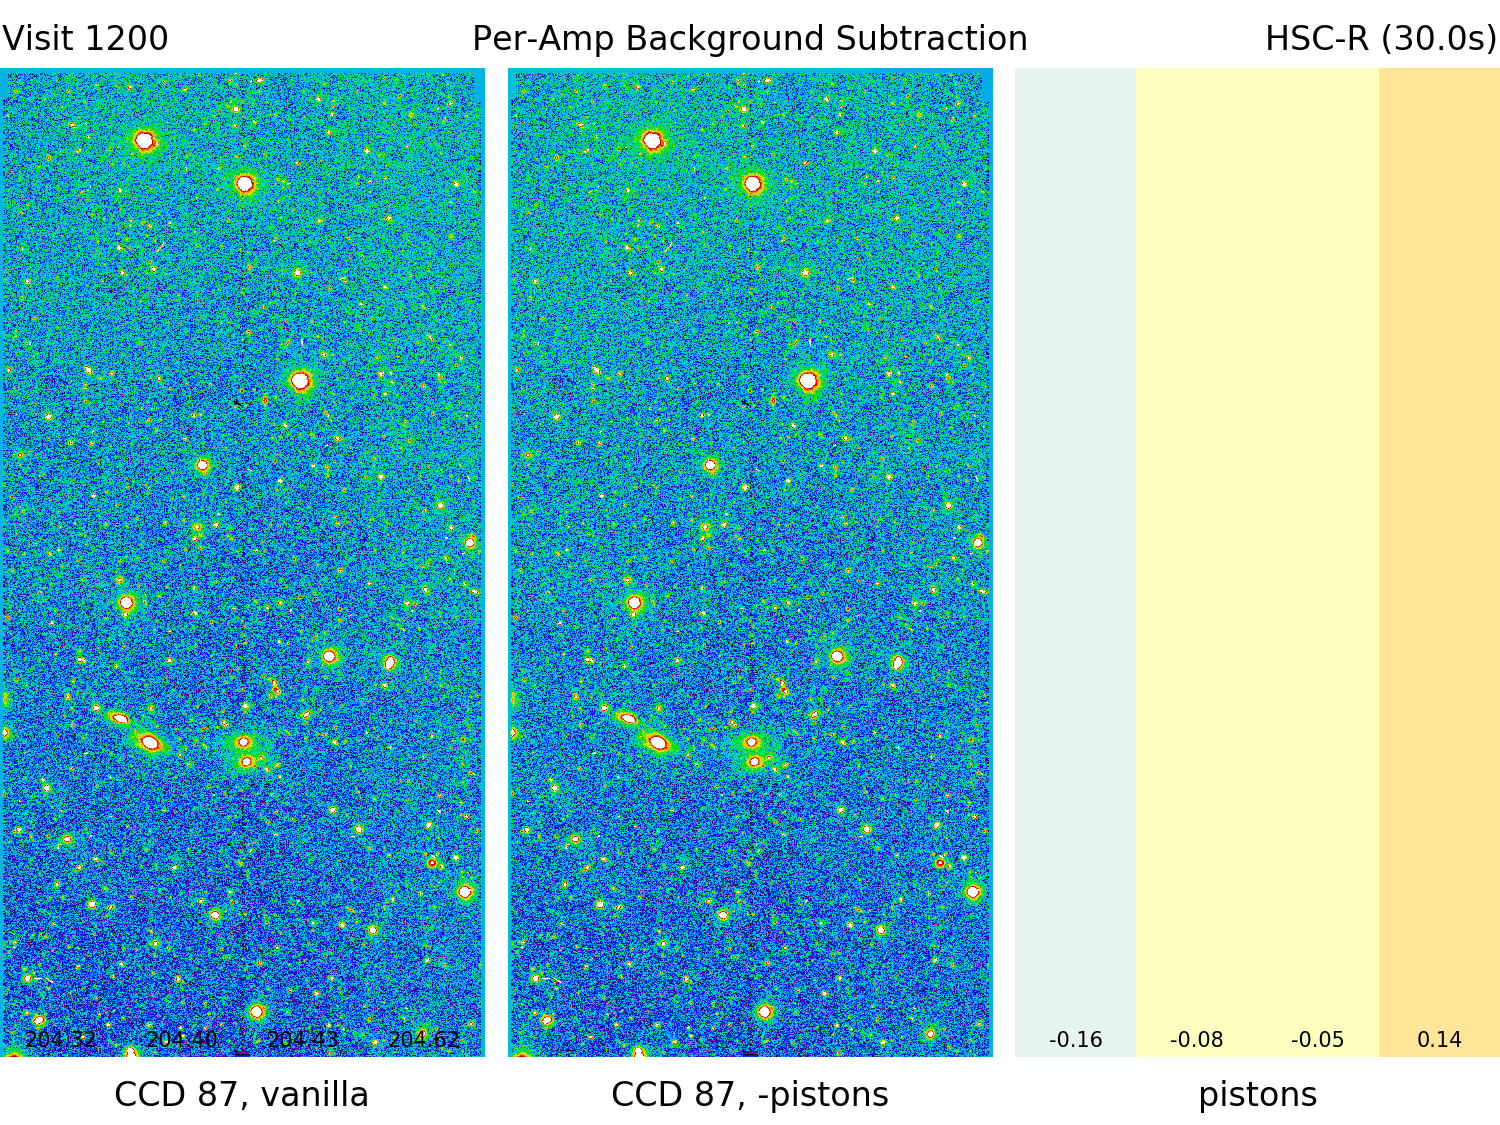 Visit 1200
Per-Amp Background Subtraction
HSC-R (30.0s)
204.32 204.40 204.43 204.62
-0.16 -0.08 -0.05 0.14
CCD 87, vanilla
CCD 87, -pistons
pistons